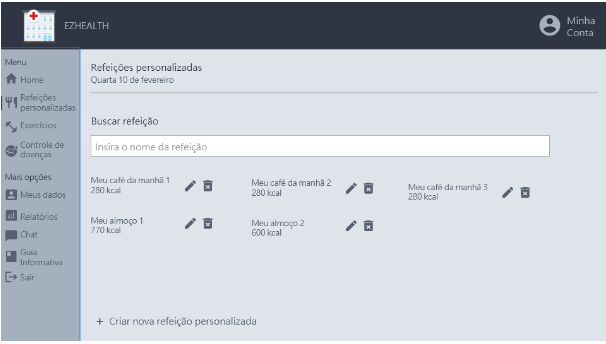 EZHEALTH
Minha
Conta
Menu
Home
Refeições
personalizadas
Exercícios
Controle de
doenças
Mais opções
Meus dados
Relatórios
Chat
Guia
Informativa
Sair
Refeições personalizadas
Quarta 10 de fevereiro
Buscar refeição
Insira o nome da refeição
Meu café da manhã 1
280 kcal
Meu café da manhã 2
280 kcal
Meu café da manhã 3
280 kcal
Meu almoço 1
770 kcal
Meu almoço 2
600 kcal
+ Criar nova refeição personalizada